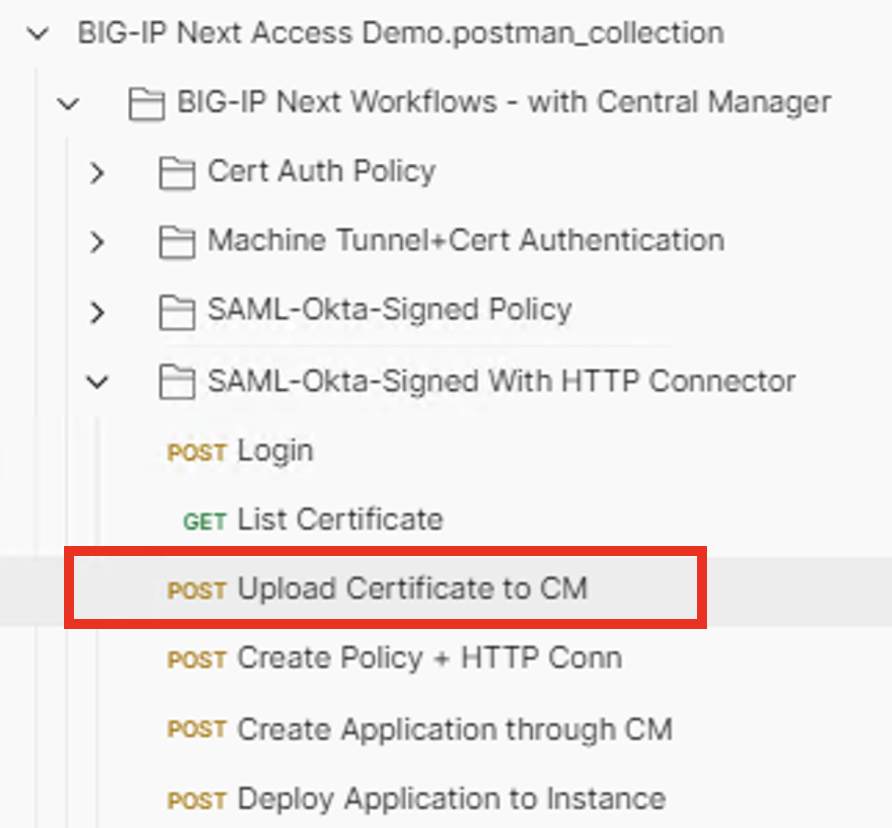 BIG-IP Next Access Demo.postman_collection
BIG-IP Next Workflows - with Central Manager
Cert Auth Policy
Machine Tunnel+Cert Authentication
SAML-Okta-Signed Policy
SAML-Okta-Signed With HTTP Connector
POST Login
GET List Certificate
POST Upload Certificate to CM
POST Create Policy + HTTP Conn
POST Create Application through CM
POST Deploy Application to Instance